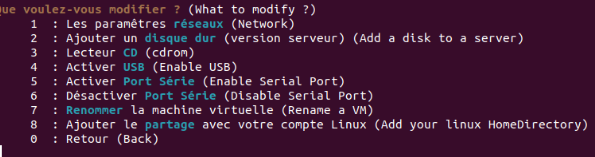 Que voulez-vous modifier ? (What to modify ?)
1 : Les paramêtres réseaux (Network)
2 : Ajouter un disque dur (version serveur) (Add a disk to a server)
3 : Lecteur CD (cdrom)
4 : Activer USB (Enable USB)
5 : Activer Port Série (Enable Serial Port)
6 : Désactiver Port Série (Disable Serial Port)
7 : Renommer la machine virtuelle (Rename a VM)
8 : Ajouter le partage avec votre compte Linux (Add your linux HomeDirectory)
0 : Retour (Back)